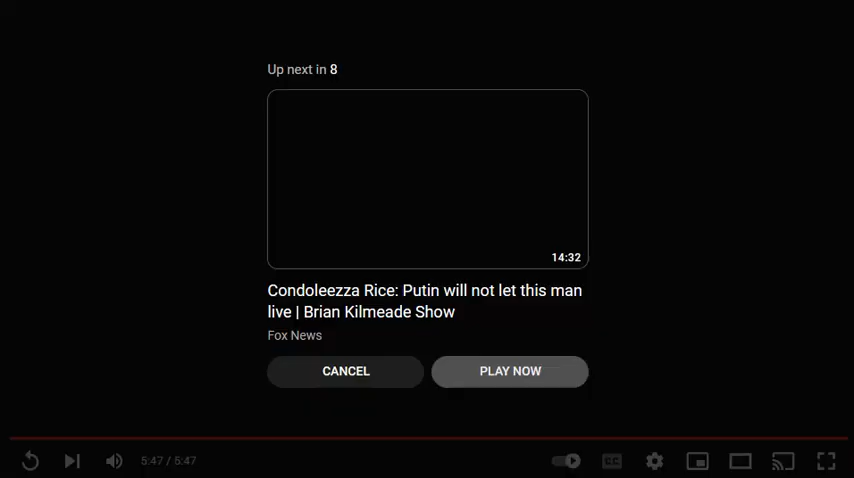 Up next in 8
14:32
Condoleezza Rice: Putin will not let this man
live | Brian Kilmeade Show
Fox News
CANCEL
PLAY NOW
5:47 / 5:47
CC